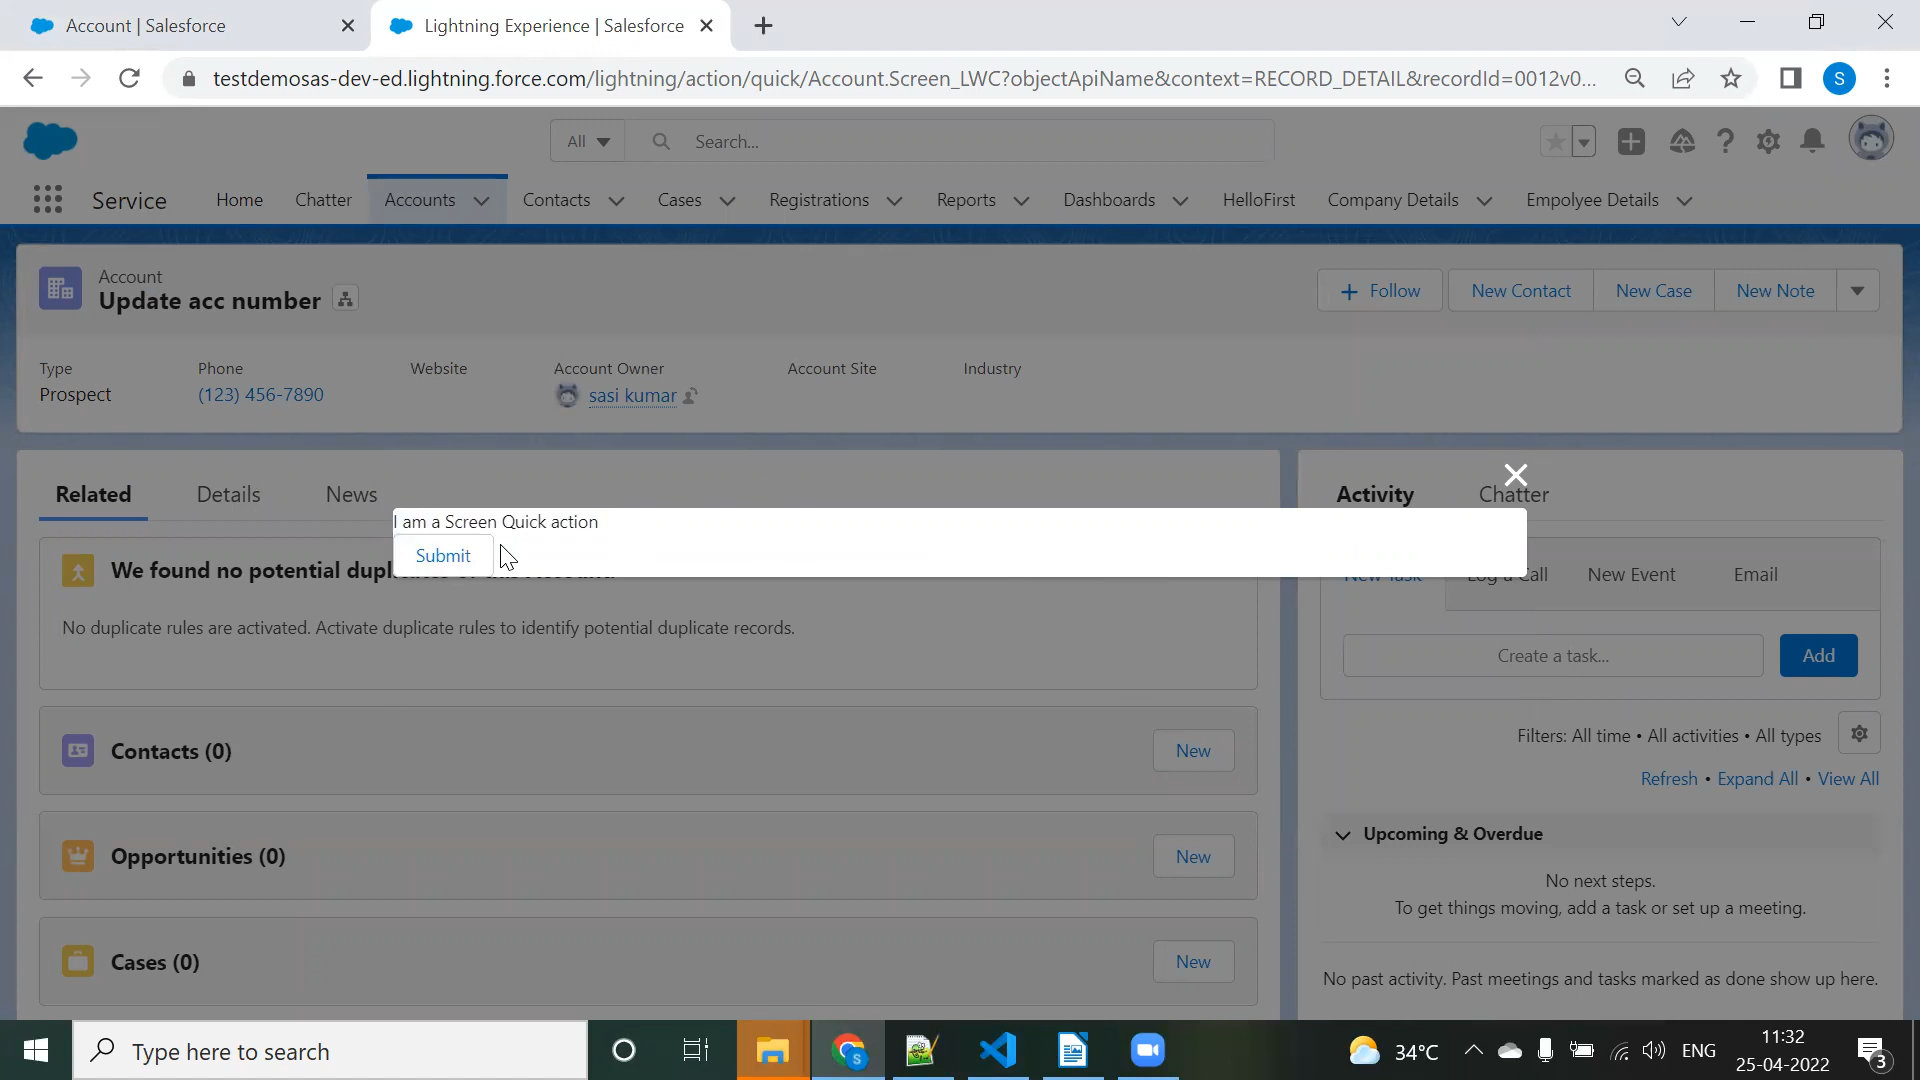 Account | Salesforce
Lightning Experience | Salesforce
testdemosas-dev-ed.lightning.force.com/lightning/action/quick/Account.Screen_LWC?objectApiName&context=RECORD_DETAIL&recordId=0012v0...
S
All
Search...
Service
Home
Chatter
Accounts
Contacts
Cases
Registrations
Reports
Dashboards
HelloFirst
Company Details
Empolyee Details
Account
Update acc number
Follow
New Contact
New Case
New Note
Type
Phone
Website
Account Owner
Account Site
Industry
Prospect
(123) 456-7890
sasi kumar
Related
Details
News
Activity
Chatter
I am a Screen Quick action
Submit
We found no potential
No duplicate rules are activated. Activate duplicate rules to identify potential duplicate records.
New Task
Log a Call
New Event
Email
Create a task...
Add
Contacts (0)
New
Filters: All time • All activities • All types
Refresh • Expand All • View All
Opportunities (0)
New
Upcoming & Overdue
No next steps.
To get things moving, add a task or set up a meeting.
Cases (0)
New
No past activity. Past meetings and tasks marked as done show up here.
Type here to search
S
34°C
ENG
11:32
25-04-2022
3